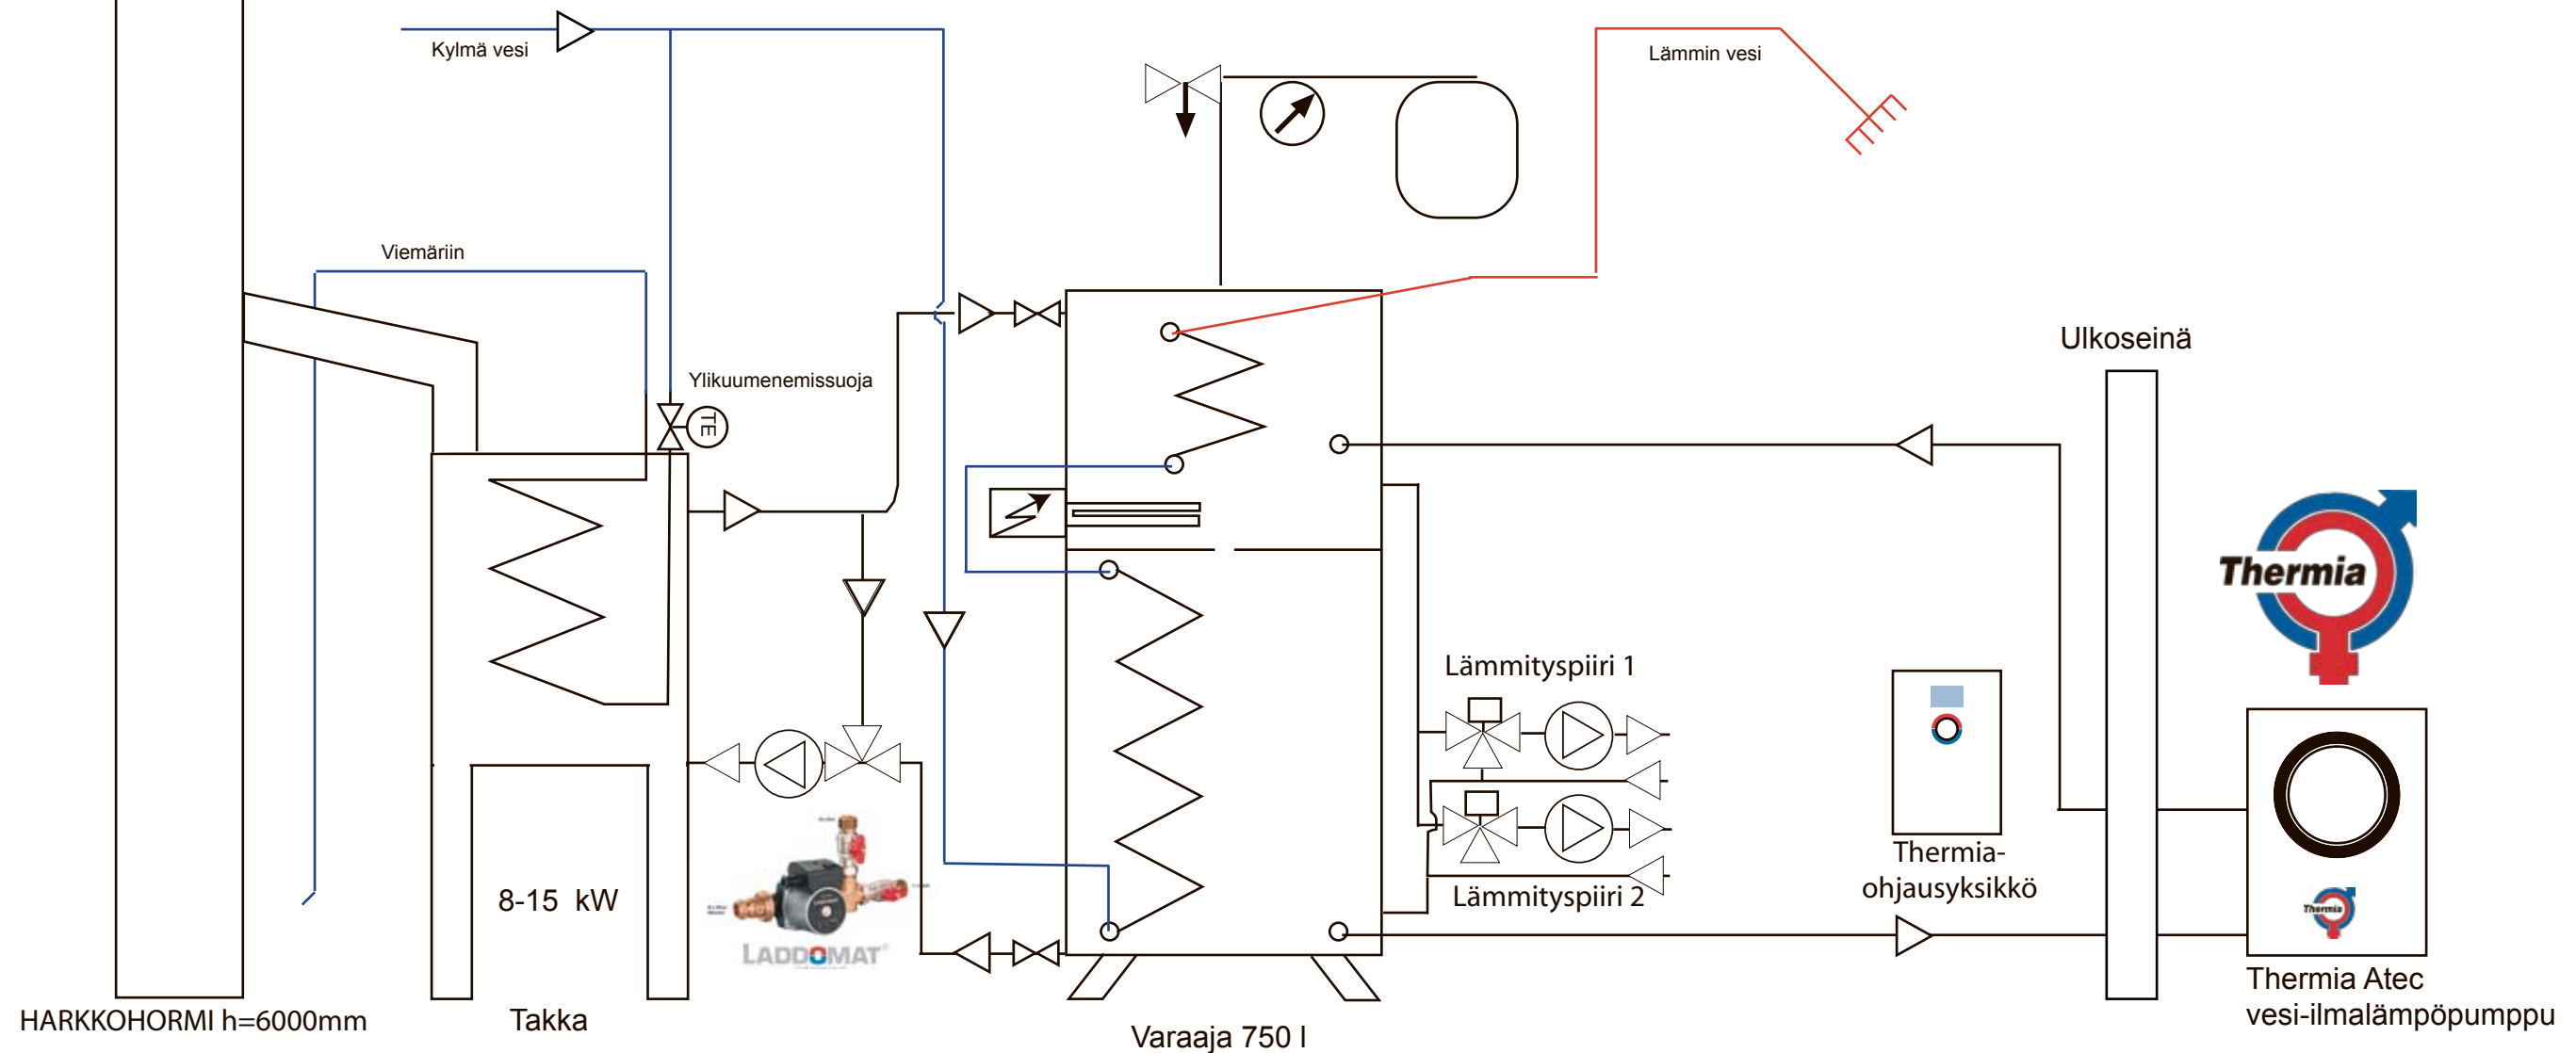 Kylmä vesi
Lämmin vesi
Viemäriin
Ylikuumenemissuoja
TE
Ulkoseinä
Thermia
Lämmityspiiri 1
Lämmityspiiri 2
Thermia-
ohjausyksikkö
8-15 kW
LADDOMAT®
Thermia
Thermia Atec
vesi-ilmalämpöpumppu
HARKKOHORMI h=6000mm
Takka
Varaaja 750 l